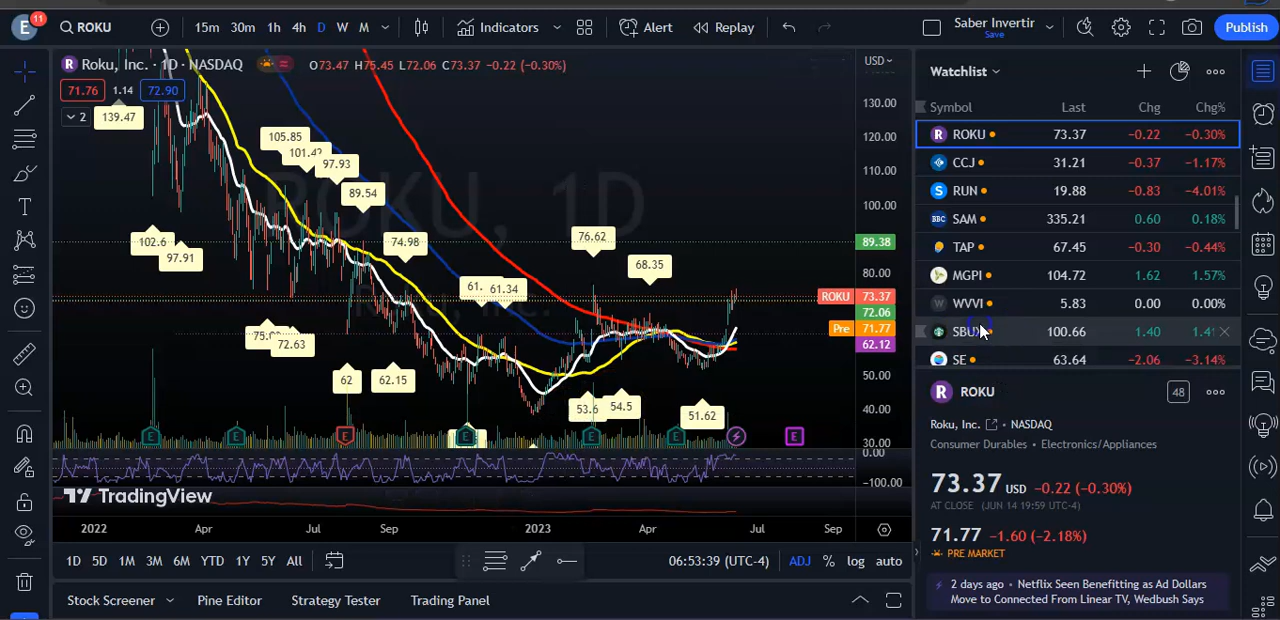 E 11 ROKU 15m 30m 1h 4h D W M Indicators Alert Replay Saber Invertir Save Publish
Roku, Inc. · 1D · NASDAQ O73.47 H75.45 L72.06 C73.37 −0.22 (−0.30%) USD
71.76 1.14 72.90
2
139.47
105.85
97.93
89.54
74.98
76.62
68.35
102.6
97.91
61.34
72.63
62
62.15
53.6
54.5
51.62
ROKU, 1D
130.00
120.00
110.00
100.00
89.38
80.00
ROKU 73.37
72.06
Pre 71.77
62.12
50.00
40.00
30.00
0.00
−100.00
E E E E E E E
TradingView
2022 Apr Jul Sep 2023 Apr Jul Sep
1D 5D 1M 3M 6M YTD 1Y 5Y All 06:53:39 (UTC-4) ADJ % log auto
Stock Screener Pine Editor Strategy Tester Trading Panel
Watchlist
Symbol Last Chg Chg%
ROKU 73.37 −0.22 −0.30%
CCJ 31.21 −0.37 −1.17%
RUN 19.88 −0.83 −4.01%
SAM 335.21 0.60 0.18%
TAP 67.45 −0.30 −0.44%
MGPI 104.72 1.62 1.57%
WVVI 5.83 0.00 0.00%
SBUX 100.66 1.40
SE 63.64 −2.06 −3.14%
ROKU 48
Roku, Inc. NASDAQ
Consumer Durables • Electronics/Appliances
73.37 USD −0.22 (−0.30%)
AT CLOSE (JUN 14 19:59 UTC-4)
71.77 −1.60 (−2.18%)
PRE MARKET
2 days ago • Netflix Seen Benefitting as Ad Dollars
Move to Connected From Linear TV, Wedbush Says